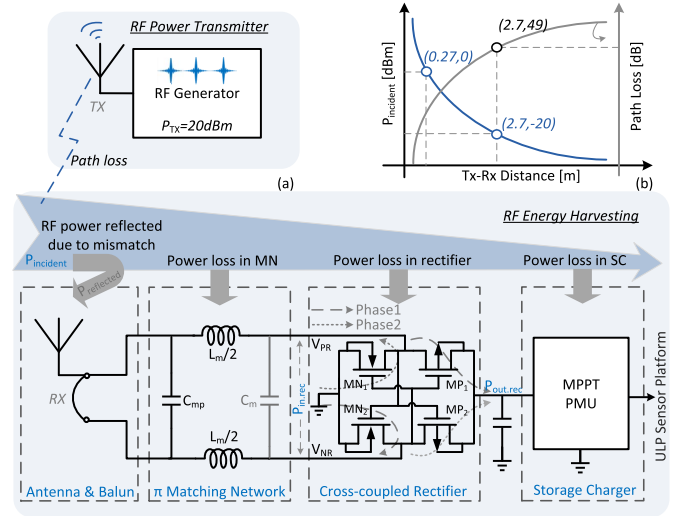 RF Power Transmitter
TX
RF Generator
P_TX=20dBm
Path loss
(a)
P_incident [dBm]
(0.27,0)
(2.7,49)
(2.7,-20)
Path Loss [dB]
Tx-Rx Distance [m]
(b)
RF Energy Harvesting
RF power reflected
due to mismatch
P_incident
P_reflected
Power loss in MN
Power loss in rectifier
Power loss in SC
Phase1
Phase2
RX
L_m/2
C_mp
C_m
L_m/2
V_PR
P_in.rec
V_NR
MN_1
MP_1
MN_2
MP_2
P_out.rec
MPPT
PMU
ULP Sensor Platform
Antenna & Balun
π Matching Network
Cross-coupled Rectifier
Storage Charger